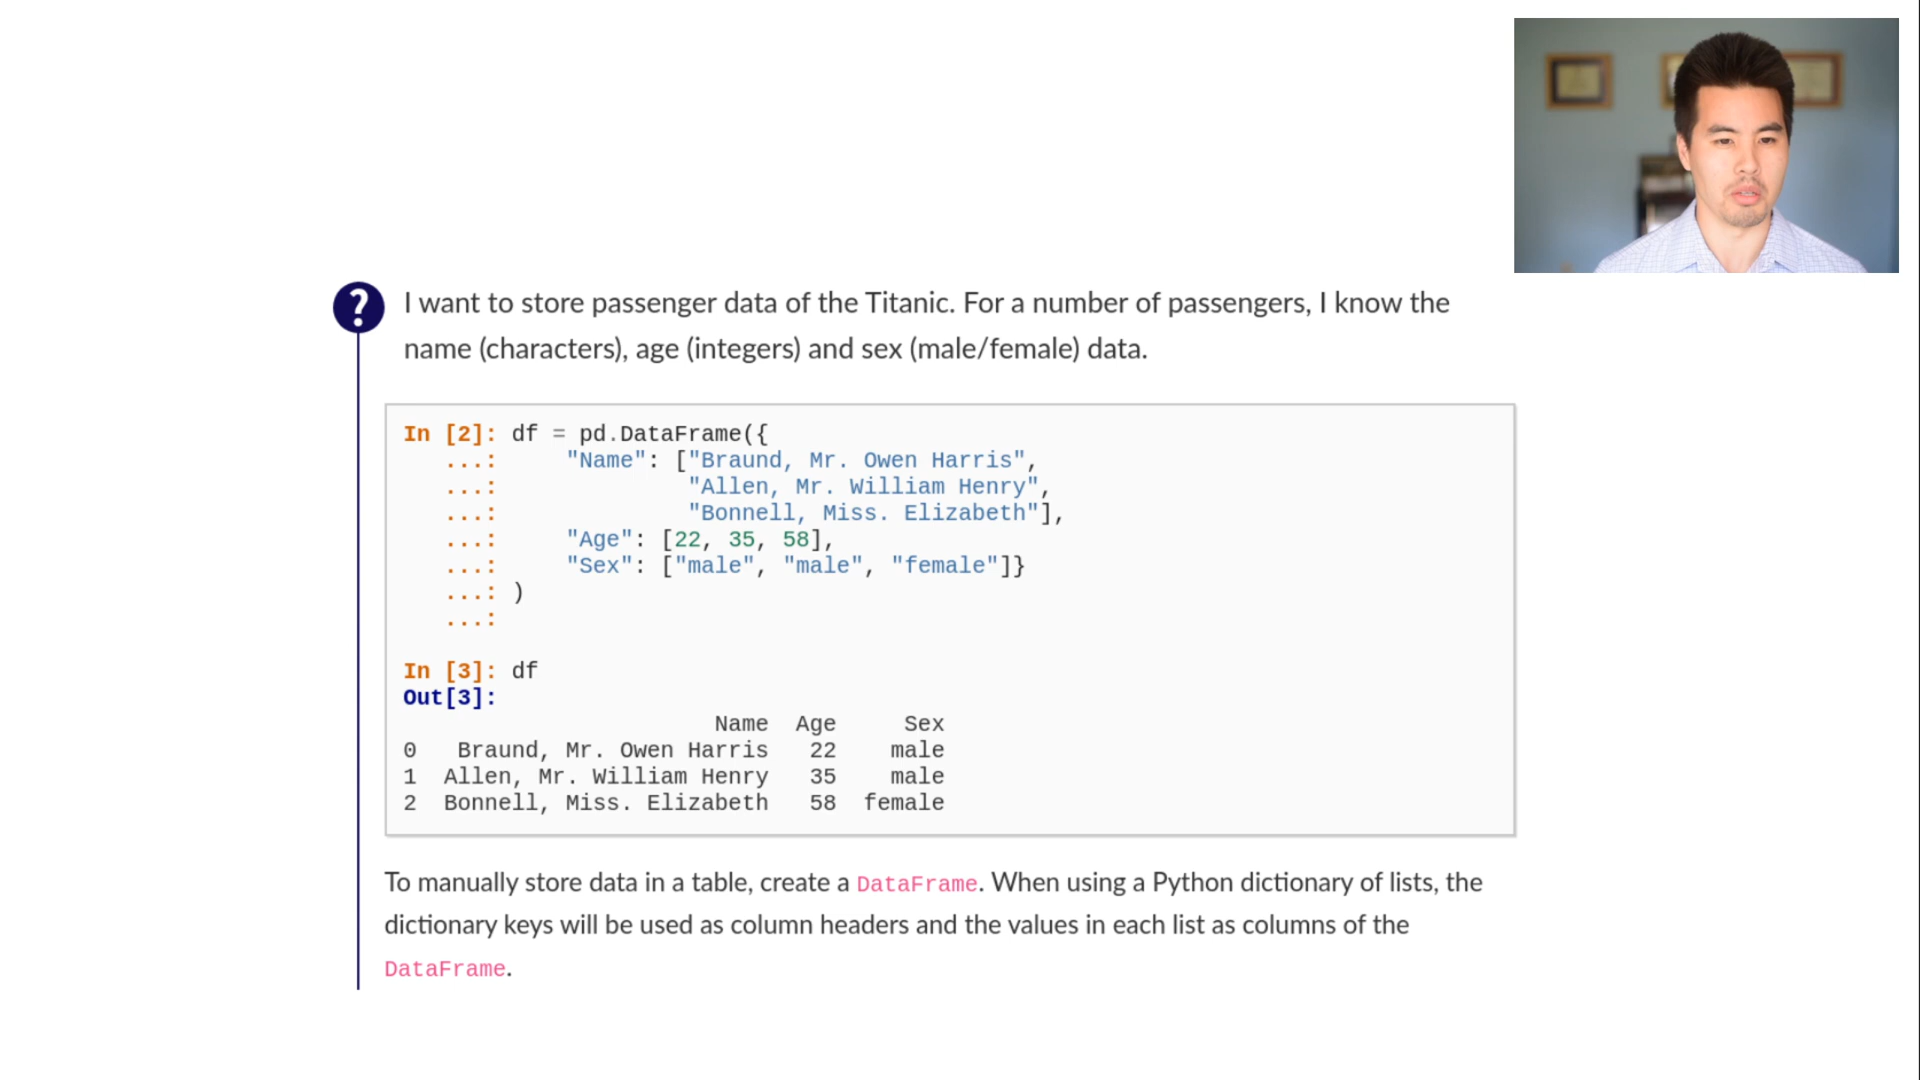 ?
I want to store passenger data of the Titanic. For a number of passengers, I know the
name (characters), age (integers) and sex (male/female) data.
In [2]: df = pd.DataFrame({
   ...:     "Name": ["Braund, Mr. Owen Harris",
   ...:              "Allen, Mr. William Henry",
   ...:              "Bonnell, Miss. Elizabeth"],
   ...:     "Age": [22, 35, 58],
   ...:     "Sex": ["male", "male", "female"]}
   ...: )
   ...:
In [3]: df
Out[3]:
                       Name  Age     Sex
0   Braund, Mr. Owen Harris   22    male
1  Allen, Mr. William Henry   35    male
2  Bonnell, Miss. Elizabeth   58  female
To manually store data in a table, create a DataFrame. When using a Python dictionary of lists, the
dictionary keys will be used as column headers and the values in each list as columns of the
DataFrame.